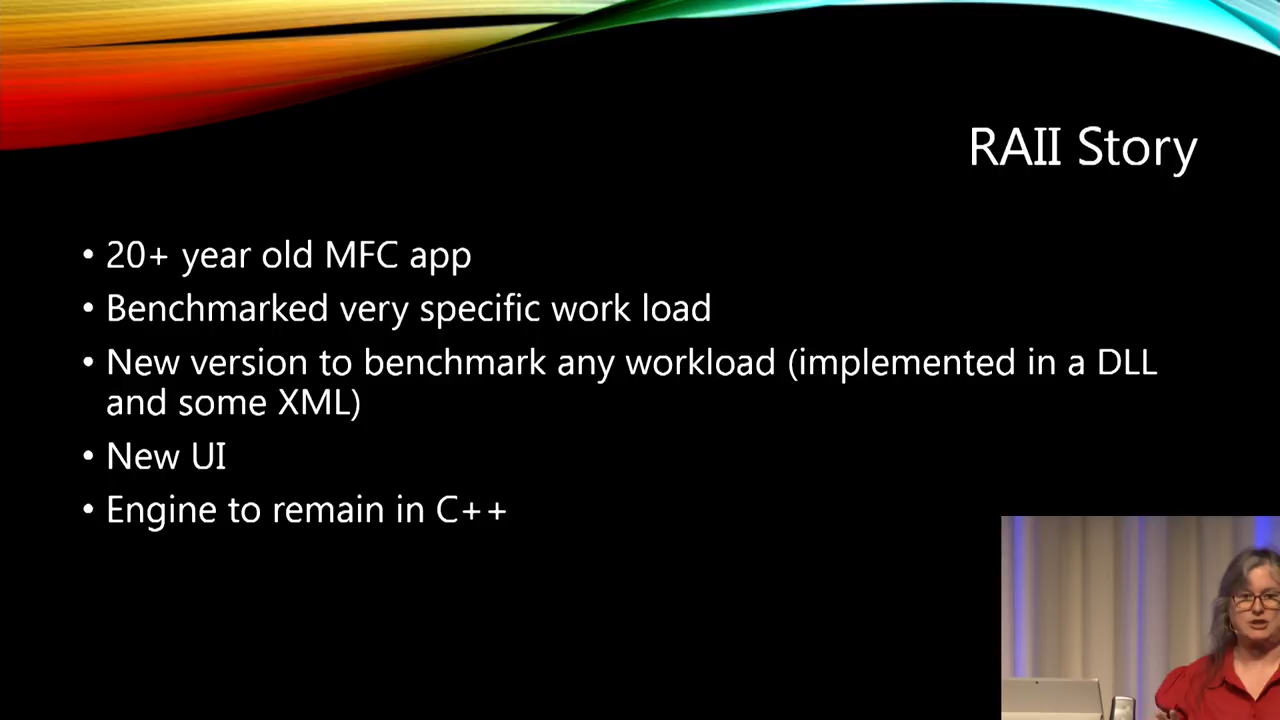 RAII Story
• 20+ year old MFC app
• Benchmarked very specific work load
• New version to benchmark any workload (implemented in a DLL
and some XML)
• New UI
• Engine to remain in C++